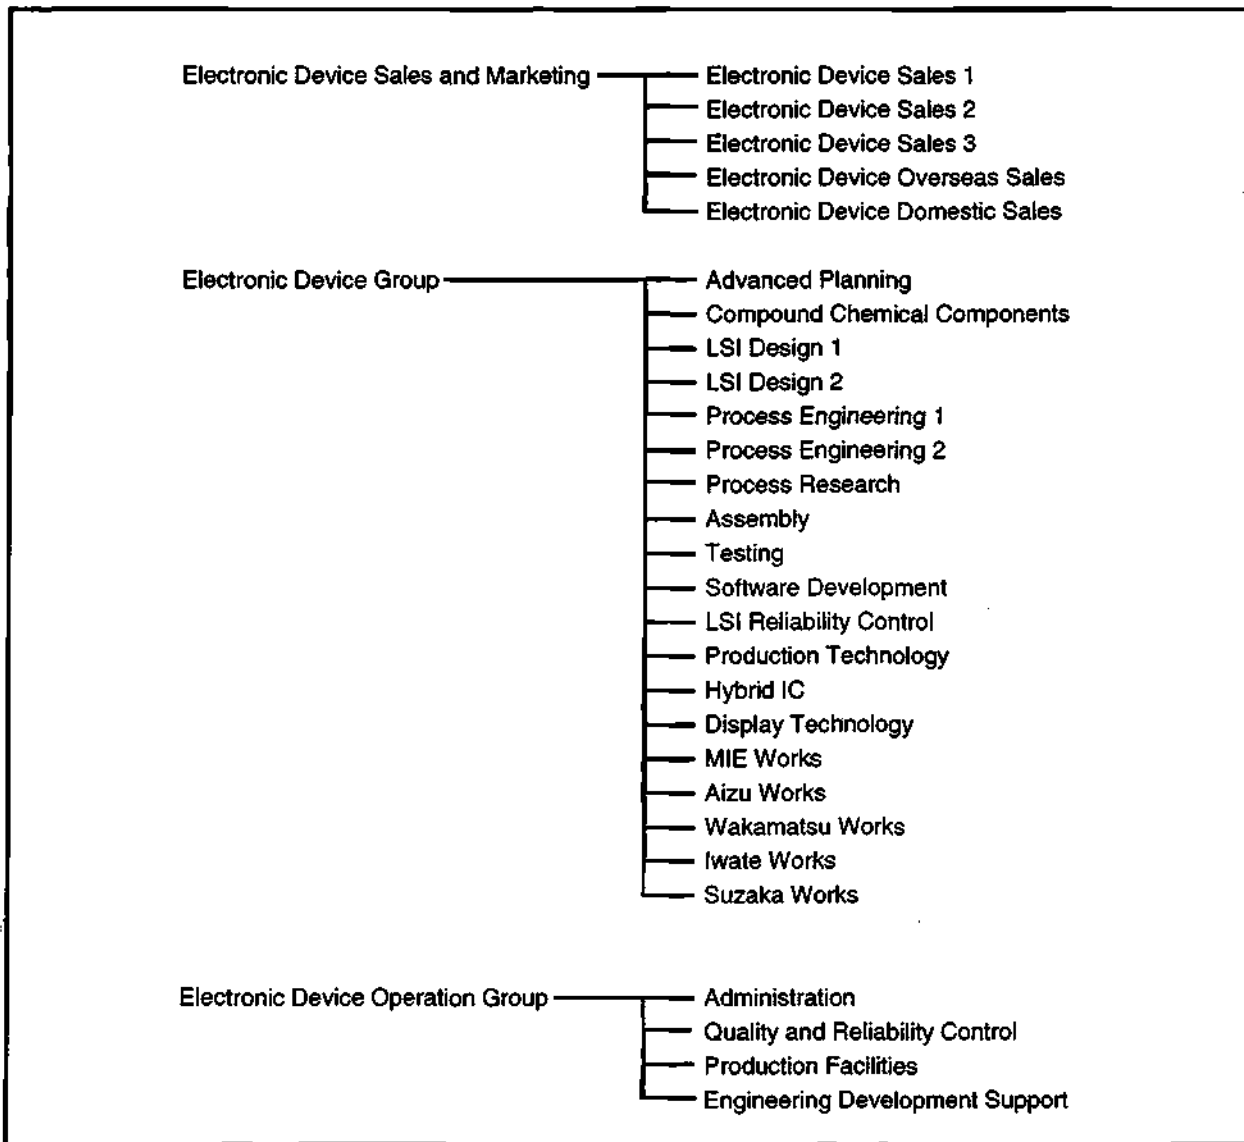 Electronic Device Sales and Marketing Electronic Device Sales 1
Electronic Device Sales 2
Electronic Device Sales 3
Electronic Device Overseas Sales
Electronic Device Domestic Sales
Electronic Device Group Advanced Planning
Compound Chemical Components
LSI Design 1
LSI Design 2
Process Engineering 1
Process Engineering 2
Process Research
Assembly
Testing
Software Development
LSI Reliability Control
Production Technology
Hybrid IC
Display Technology
MIE Works
Aizu Works
Wakamatsu Works
Iwate Works
Suzaka Works
Electronic Device Operation Group Administration
Quality and Reliability Control
Production Facilities
Engineering Development Support